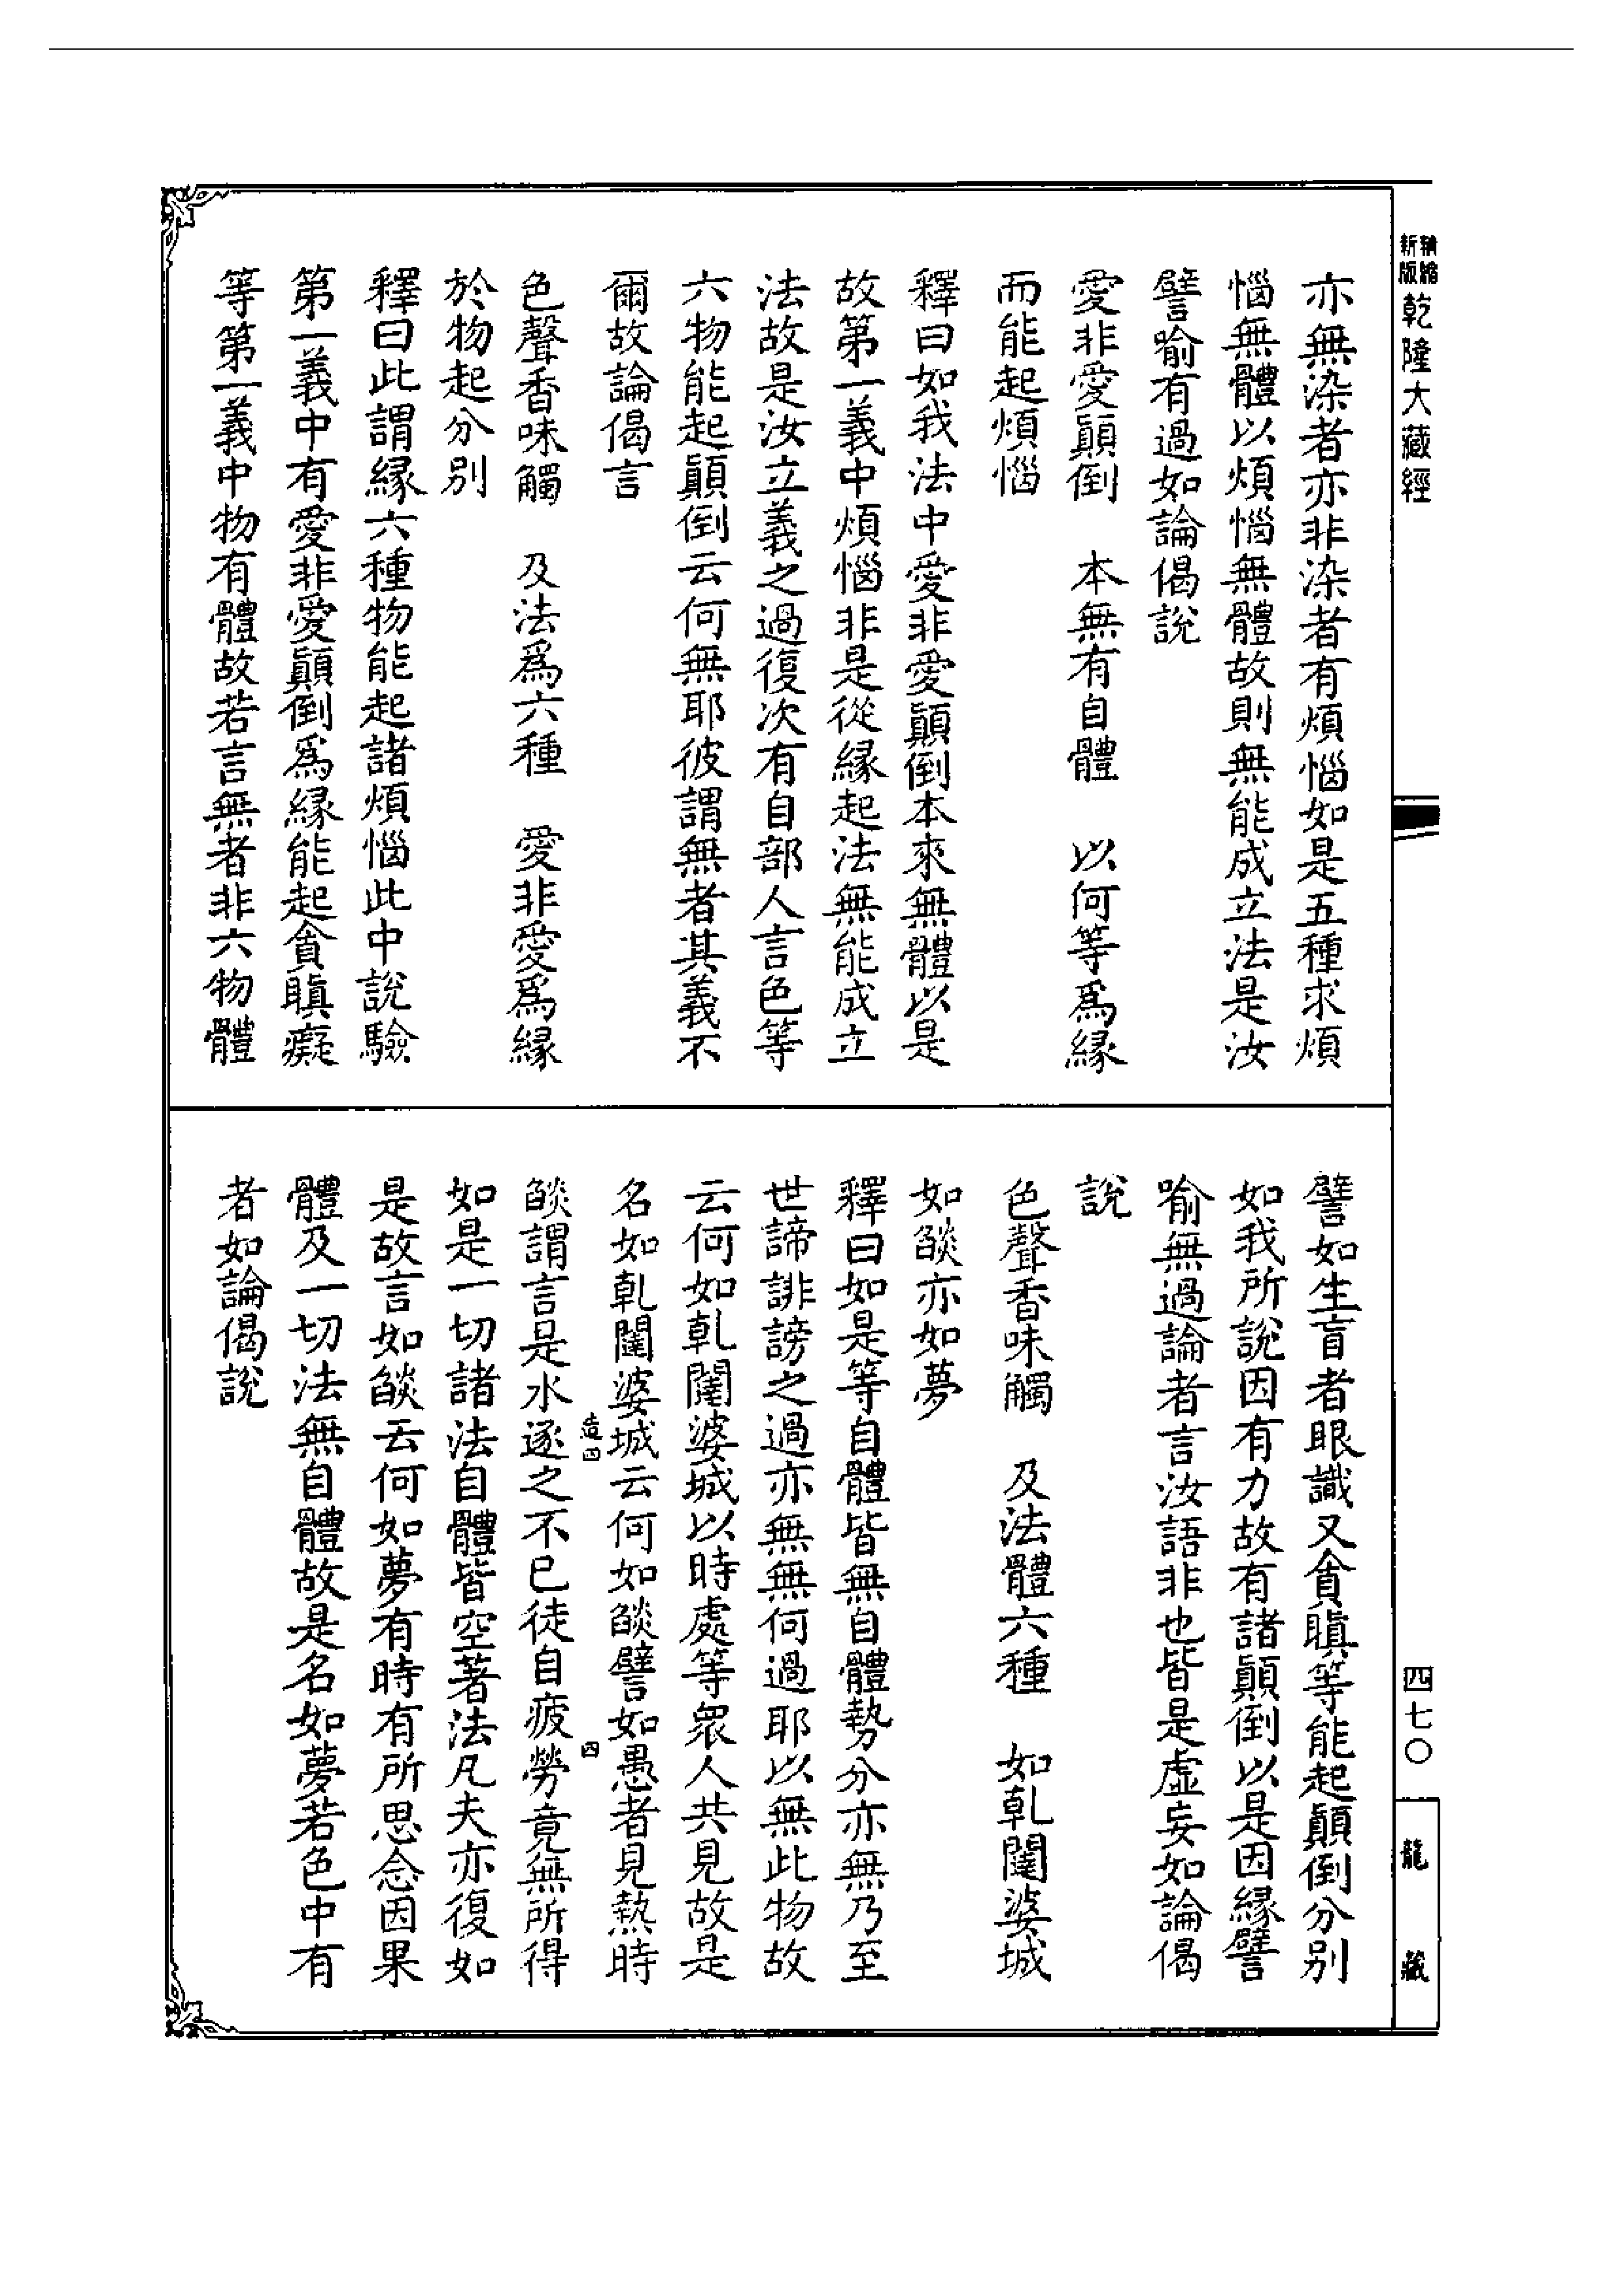 新版精縮乾隆大藏經
亦無染者亦非染者有煩惱如是五種求煩
惱無體以煩惱無體故則無能成立法是汝
譬喻有過如論偈說
愛非愛顛倒　本無有自體　以何等爲緣
而能起煩惱
釋曰如我法中愛非愛顛倒本來無體以是
故第一義中煩惱非是從緣起法無能成立
法故是汝立義之過復次有自部人言色等
六物能起顛倒云何無耶彼謂無者其義不
爾故論偈言
色聲香味觸　及法爲六種　愛非愛爲緣
於物起分別
釋曰此謂緣六種物能起諸煩惱此中說驗
第一義中有愛非愛顛倒爲緣能起貪瞋癡
等第一義中物有體故若言無者非六物體
譬如生盲者眼識又貪瞋等能起顛倒分別
如我所說因有力故有諸顛倒以是因緣譬
喻無過論者言汝語非也皆是虛妄如論偈
說
色聲香味觸　及法體六種　如乹闥婆城
如燄亦如夢
釋曰如是等自體皆無自體勢分亦無乃至
世諦誹謗之過亦無無何過耶以無此物故
云何如乹闥婆城以時處等眾人共見故是
名如乹闥婆城云何如燄譬如愚者見熱時
造四　四
燄謂言是水逐之不已徒自疲勞竟無所得
如是一切諸法自體皆空著法凡夫亦復如
是故言如燄云何如夢有時有所思念因果
體及一切法無自體故是名如夢若色中有
者如論偈說
四七〇
龍藏